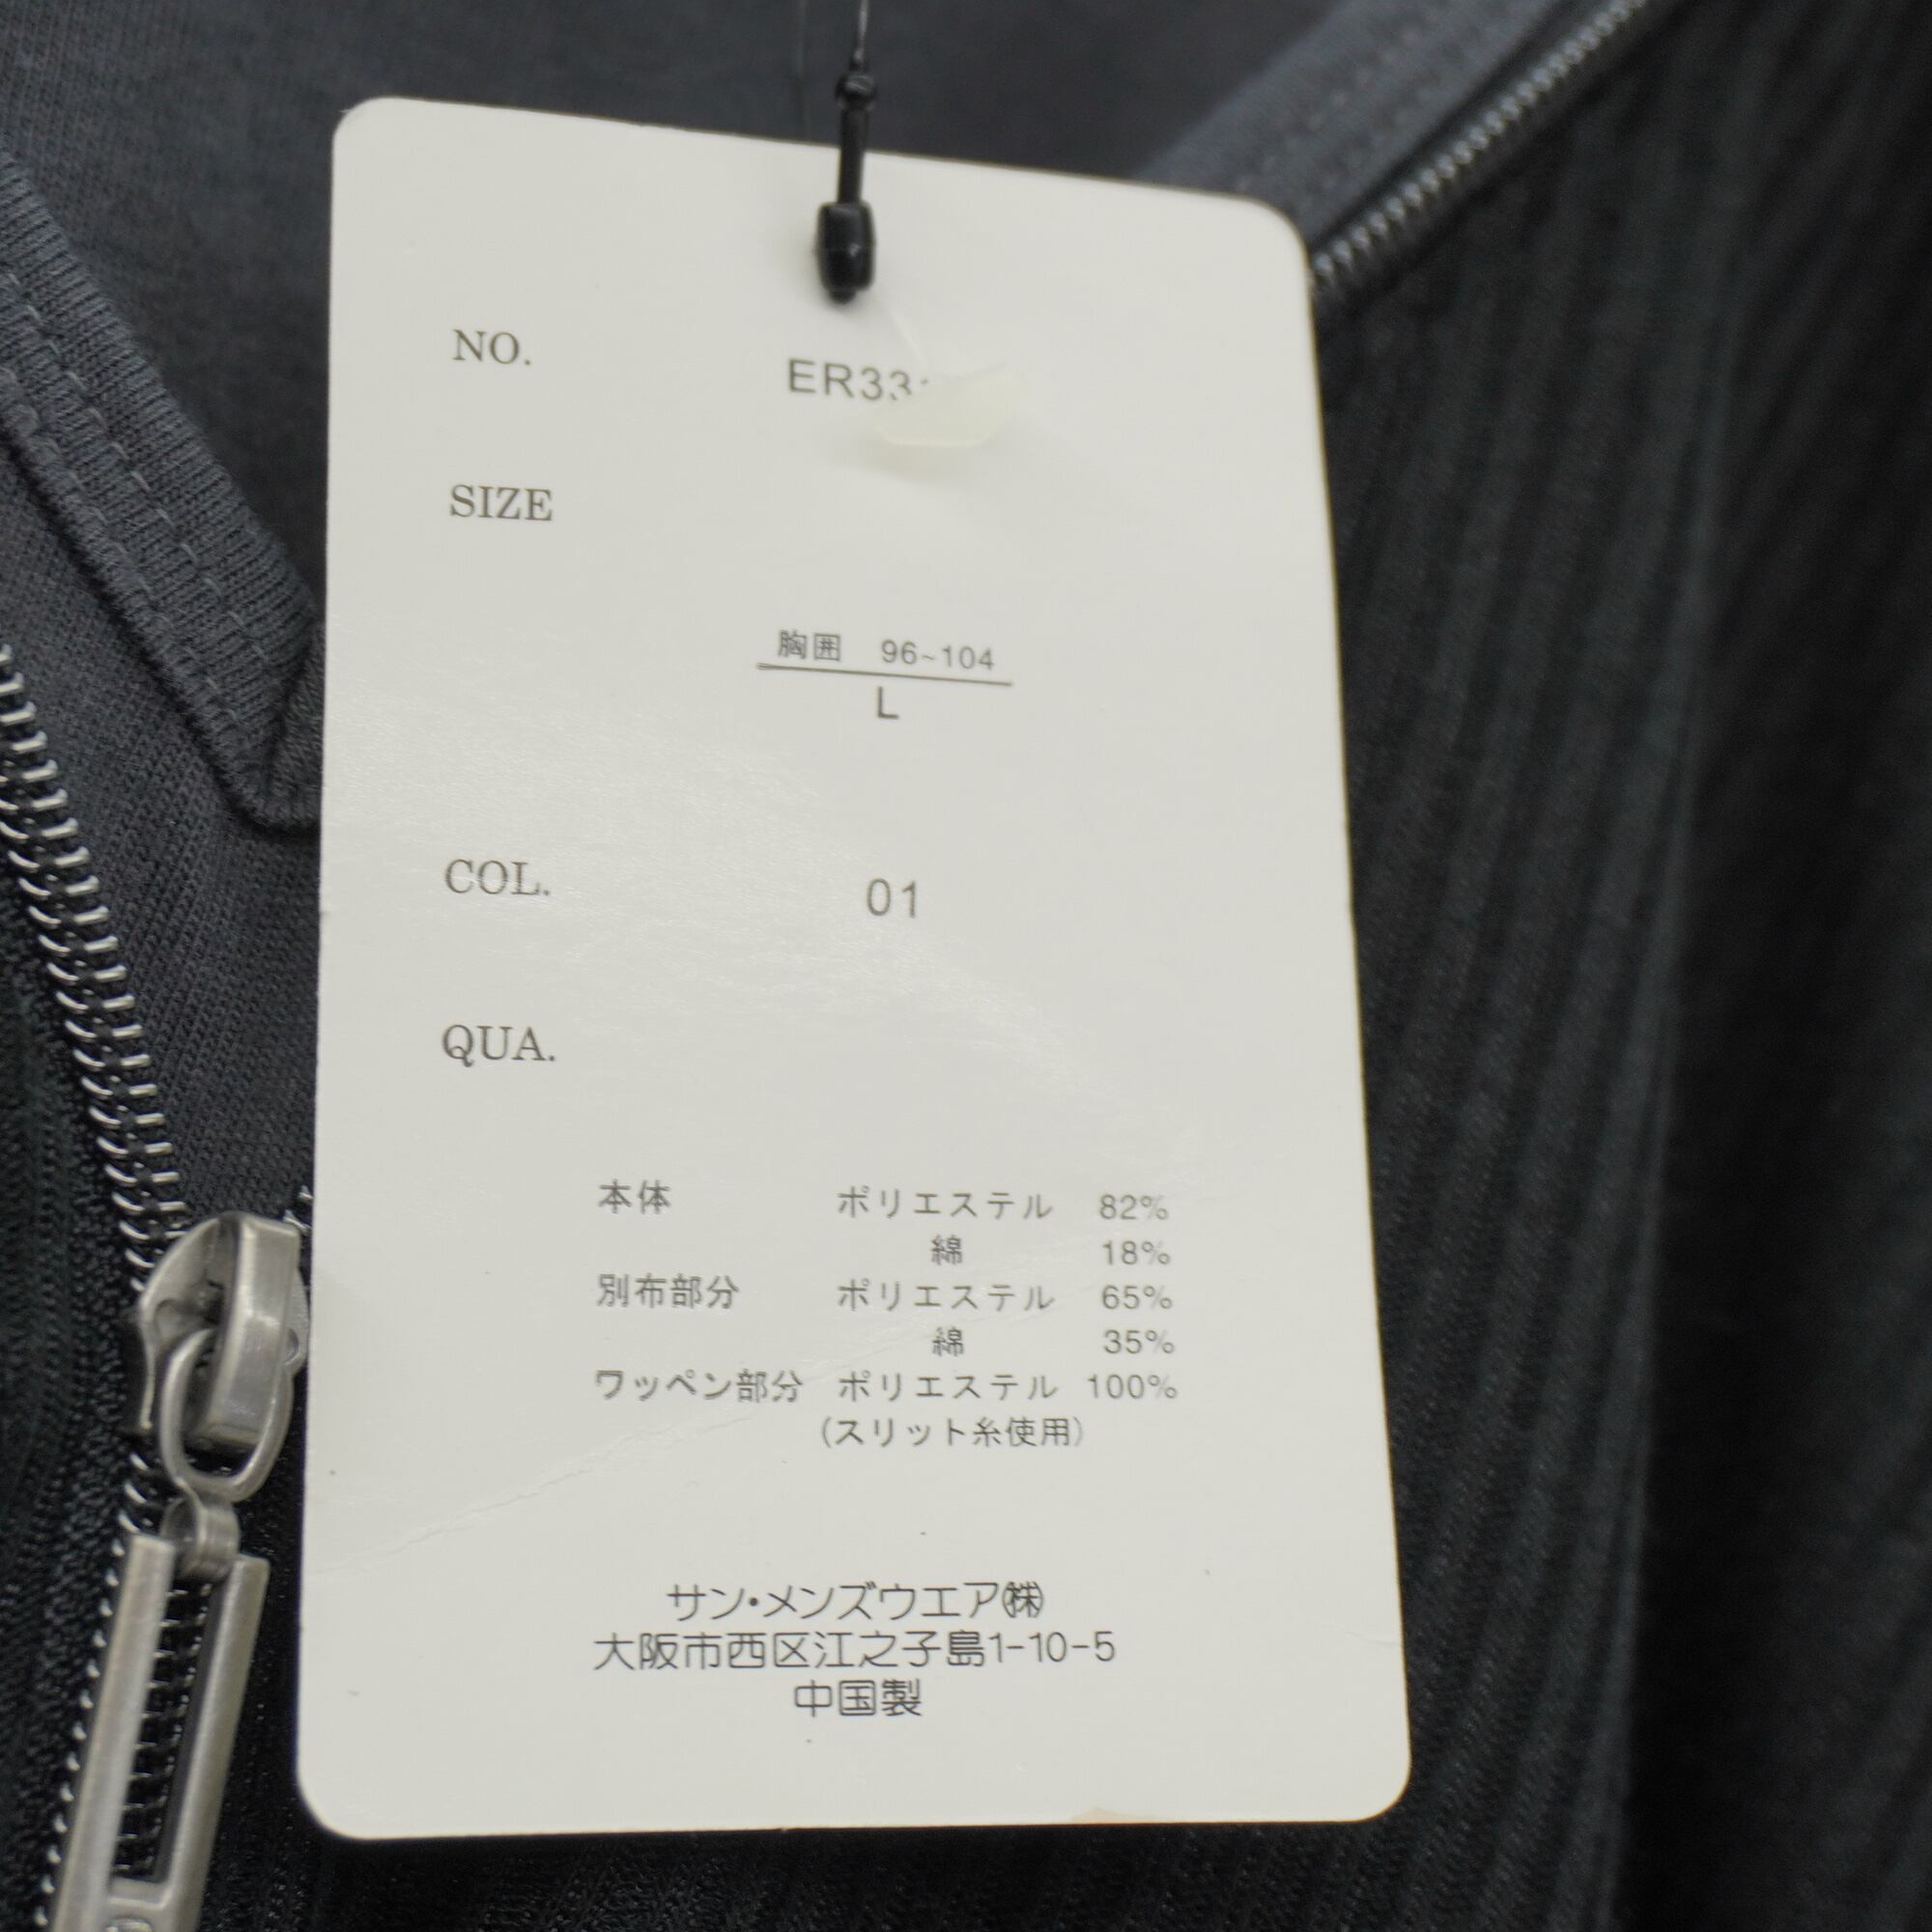 NO. ER33
SIZE
胸囲 96~104
L
COL. 01
QUA.
本体 ポリエステル 82%
綿 18%
別布部分 ポリエステル 65%
綿 35%
ワッペン部分 ポリエステル 100%
(スリット糸使用)
サン・メンズウエア㈱
大阪市西区江之子島1-10-5
中国製